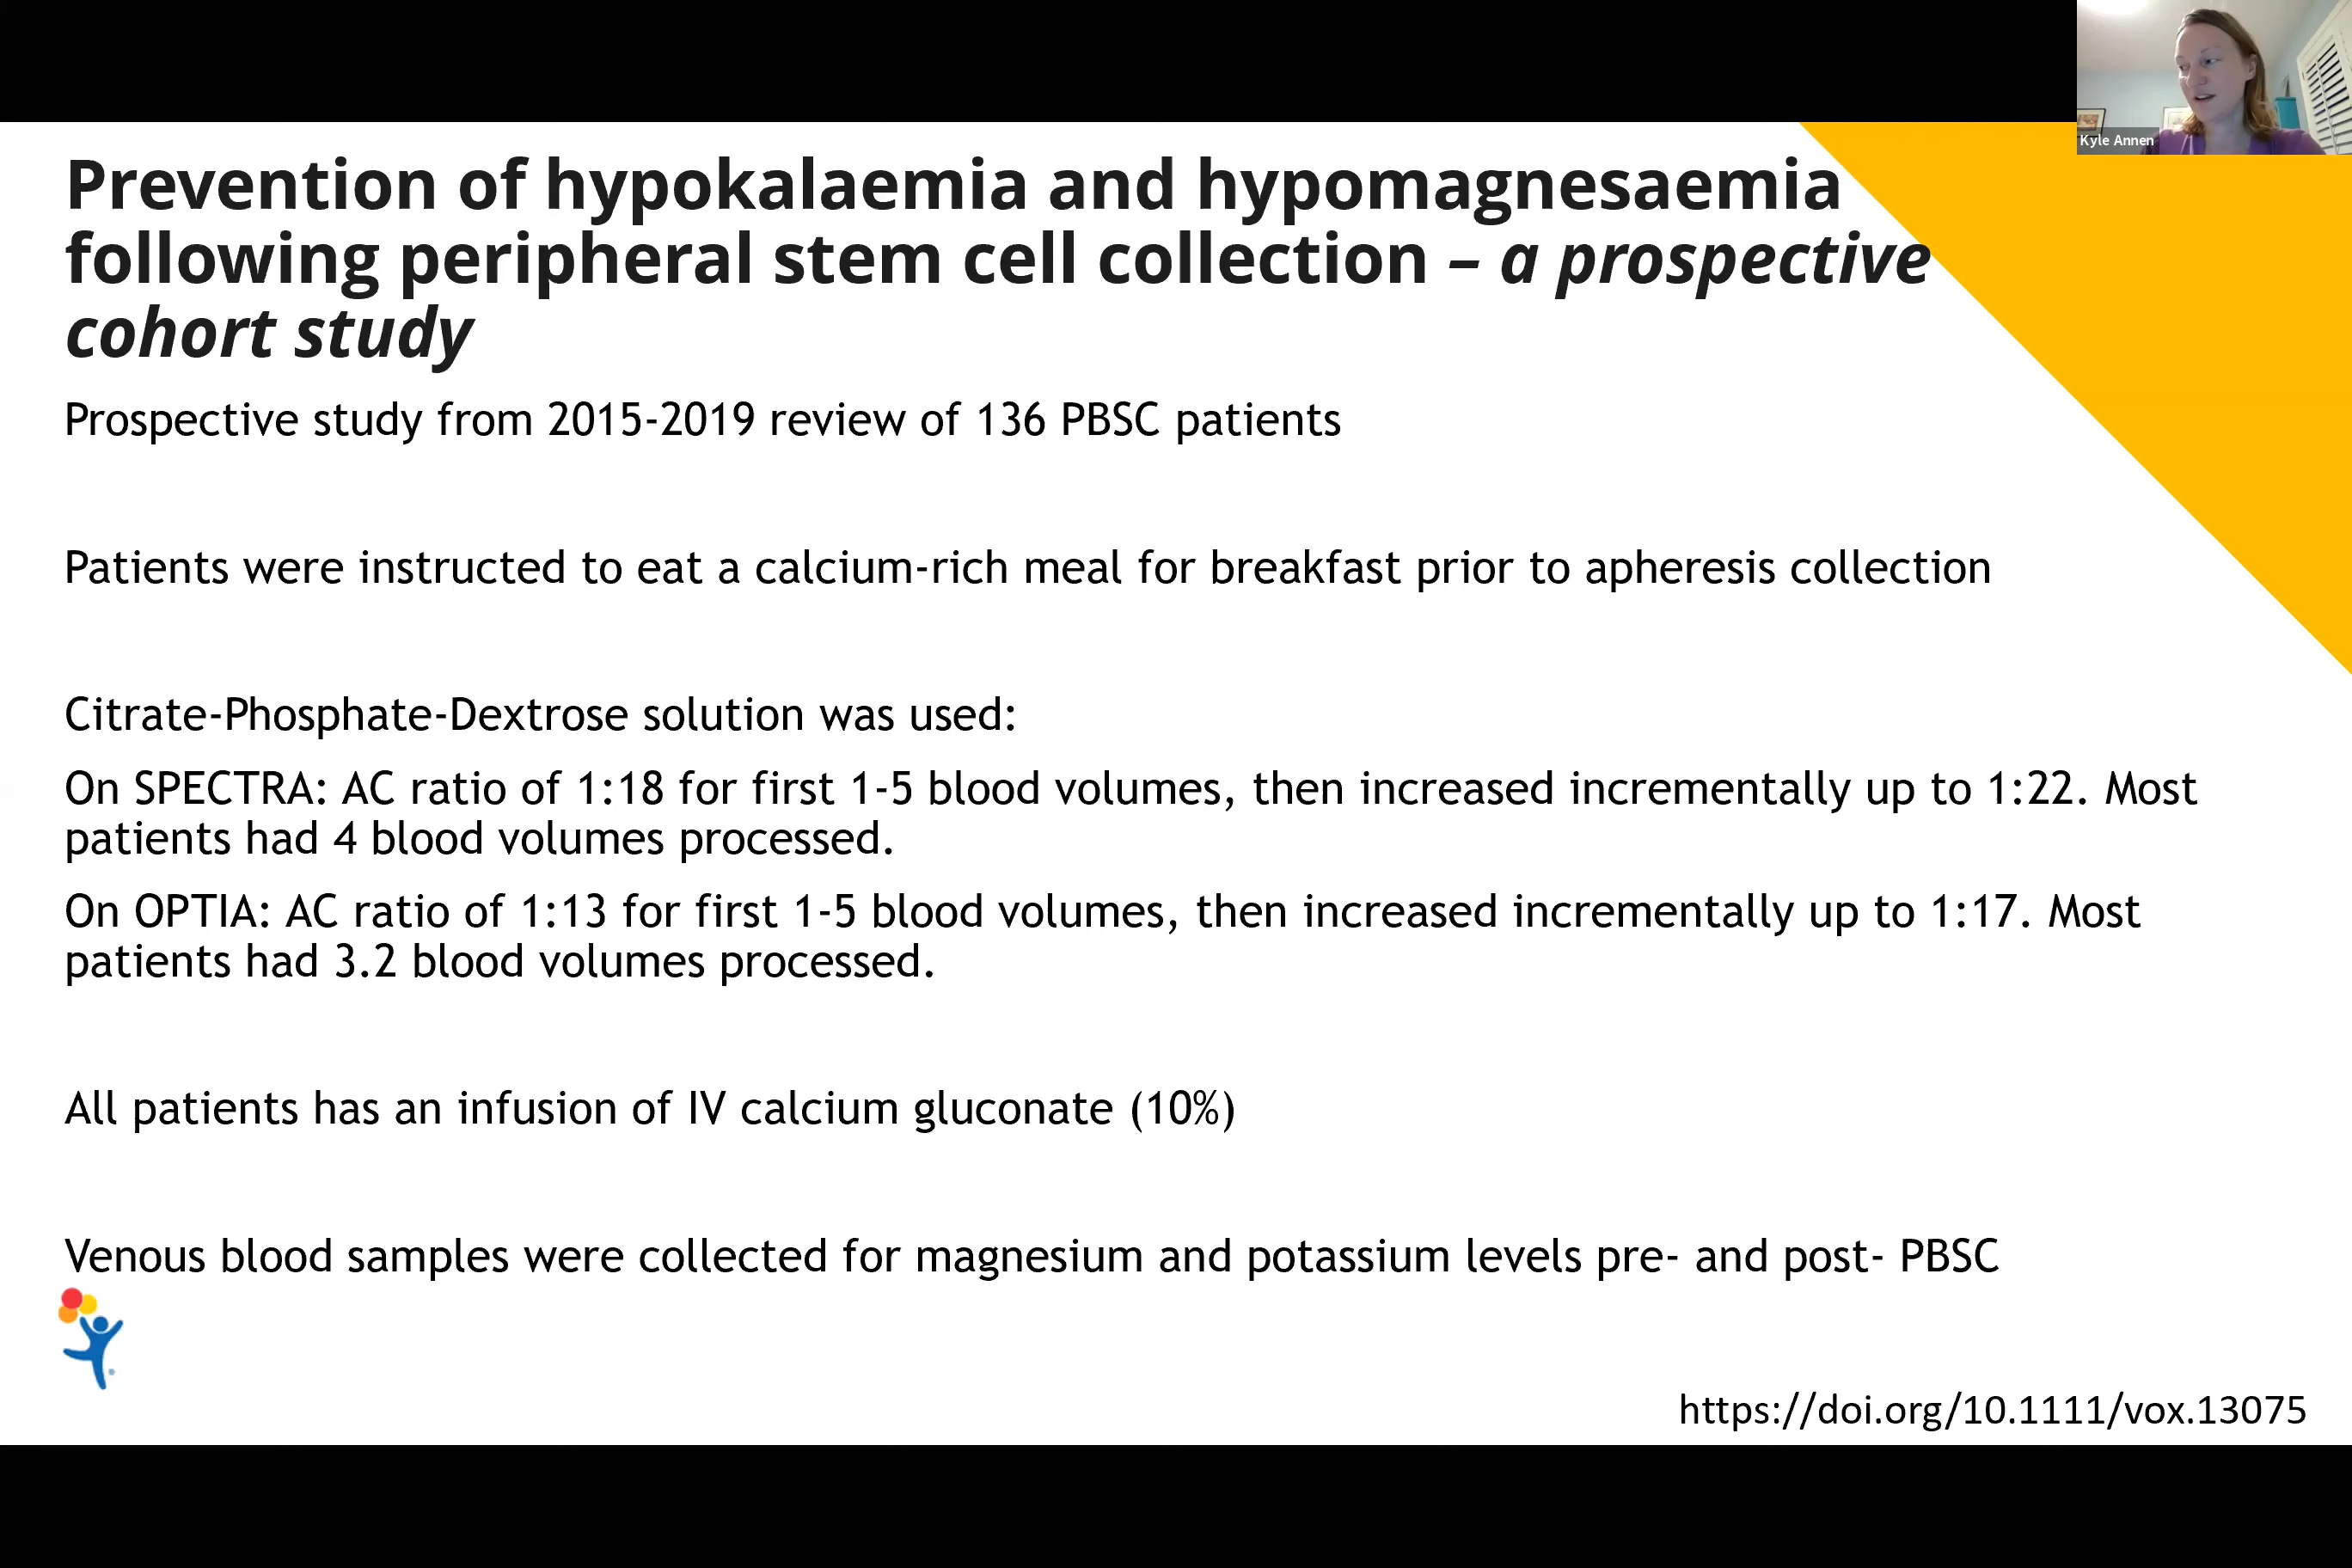 Kyle Annen
Prevention of hypokalaemia and hypomagnesaemia
following peripheral stem cell collection – a prospective
cohort study
Prospective study from 2015-2019 review of 136 PBSC patients
Patients were instructed to eat a calcium-rich meal for breakfast prior to apheresis collection
Citrate-Phosphate-Dextrose solution was used:
On SPECTRA: AC ratio of 1:18 for first 1-5 blood volumes, then increased incrementally up to 1:22. Most
patients had 4 blood volumes processed.
On OPTIA: AC ratio of 1:13 for first 1-5 blood volumes, then increased incrementally up to 1:17. Most
patients had 3.2 blood volumes processed.
All patients has an infusion of IV calcium gluconate (10%)
Venous blood samples were collected for magnesium and potassium levels pre- and post- PBSC
https://doi.org/10.1111/vox.13075